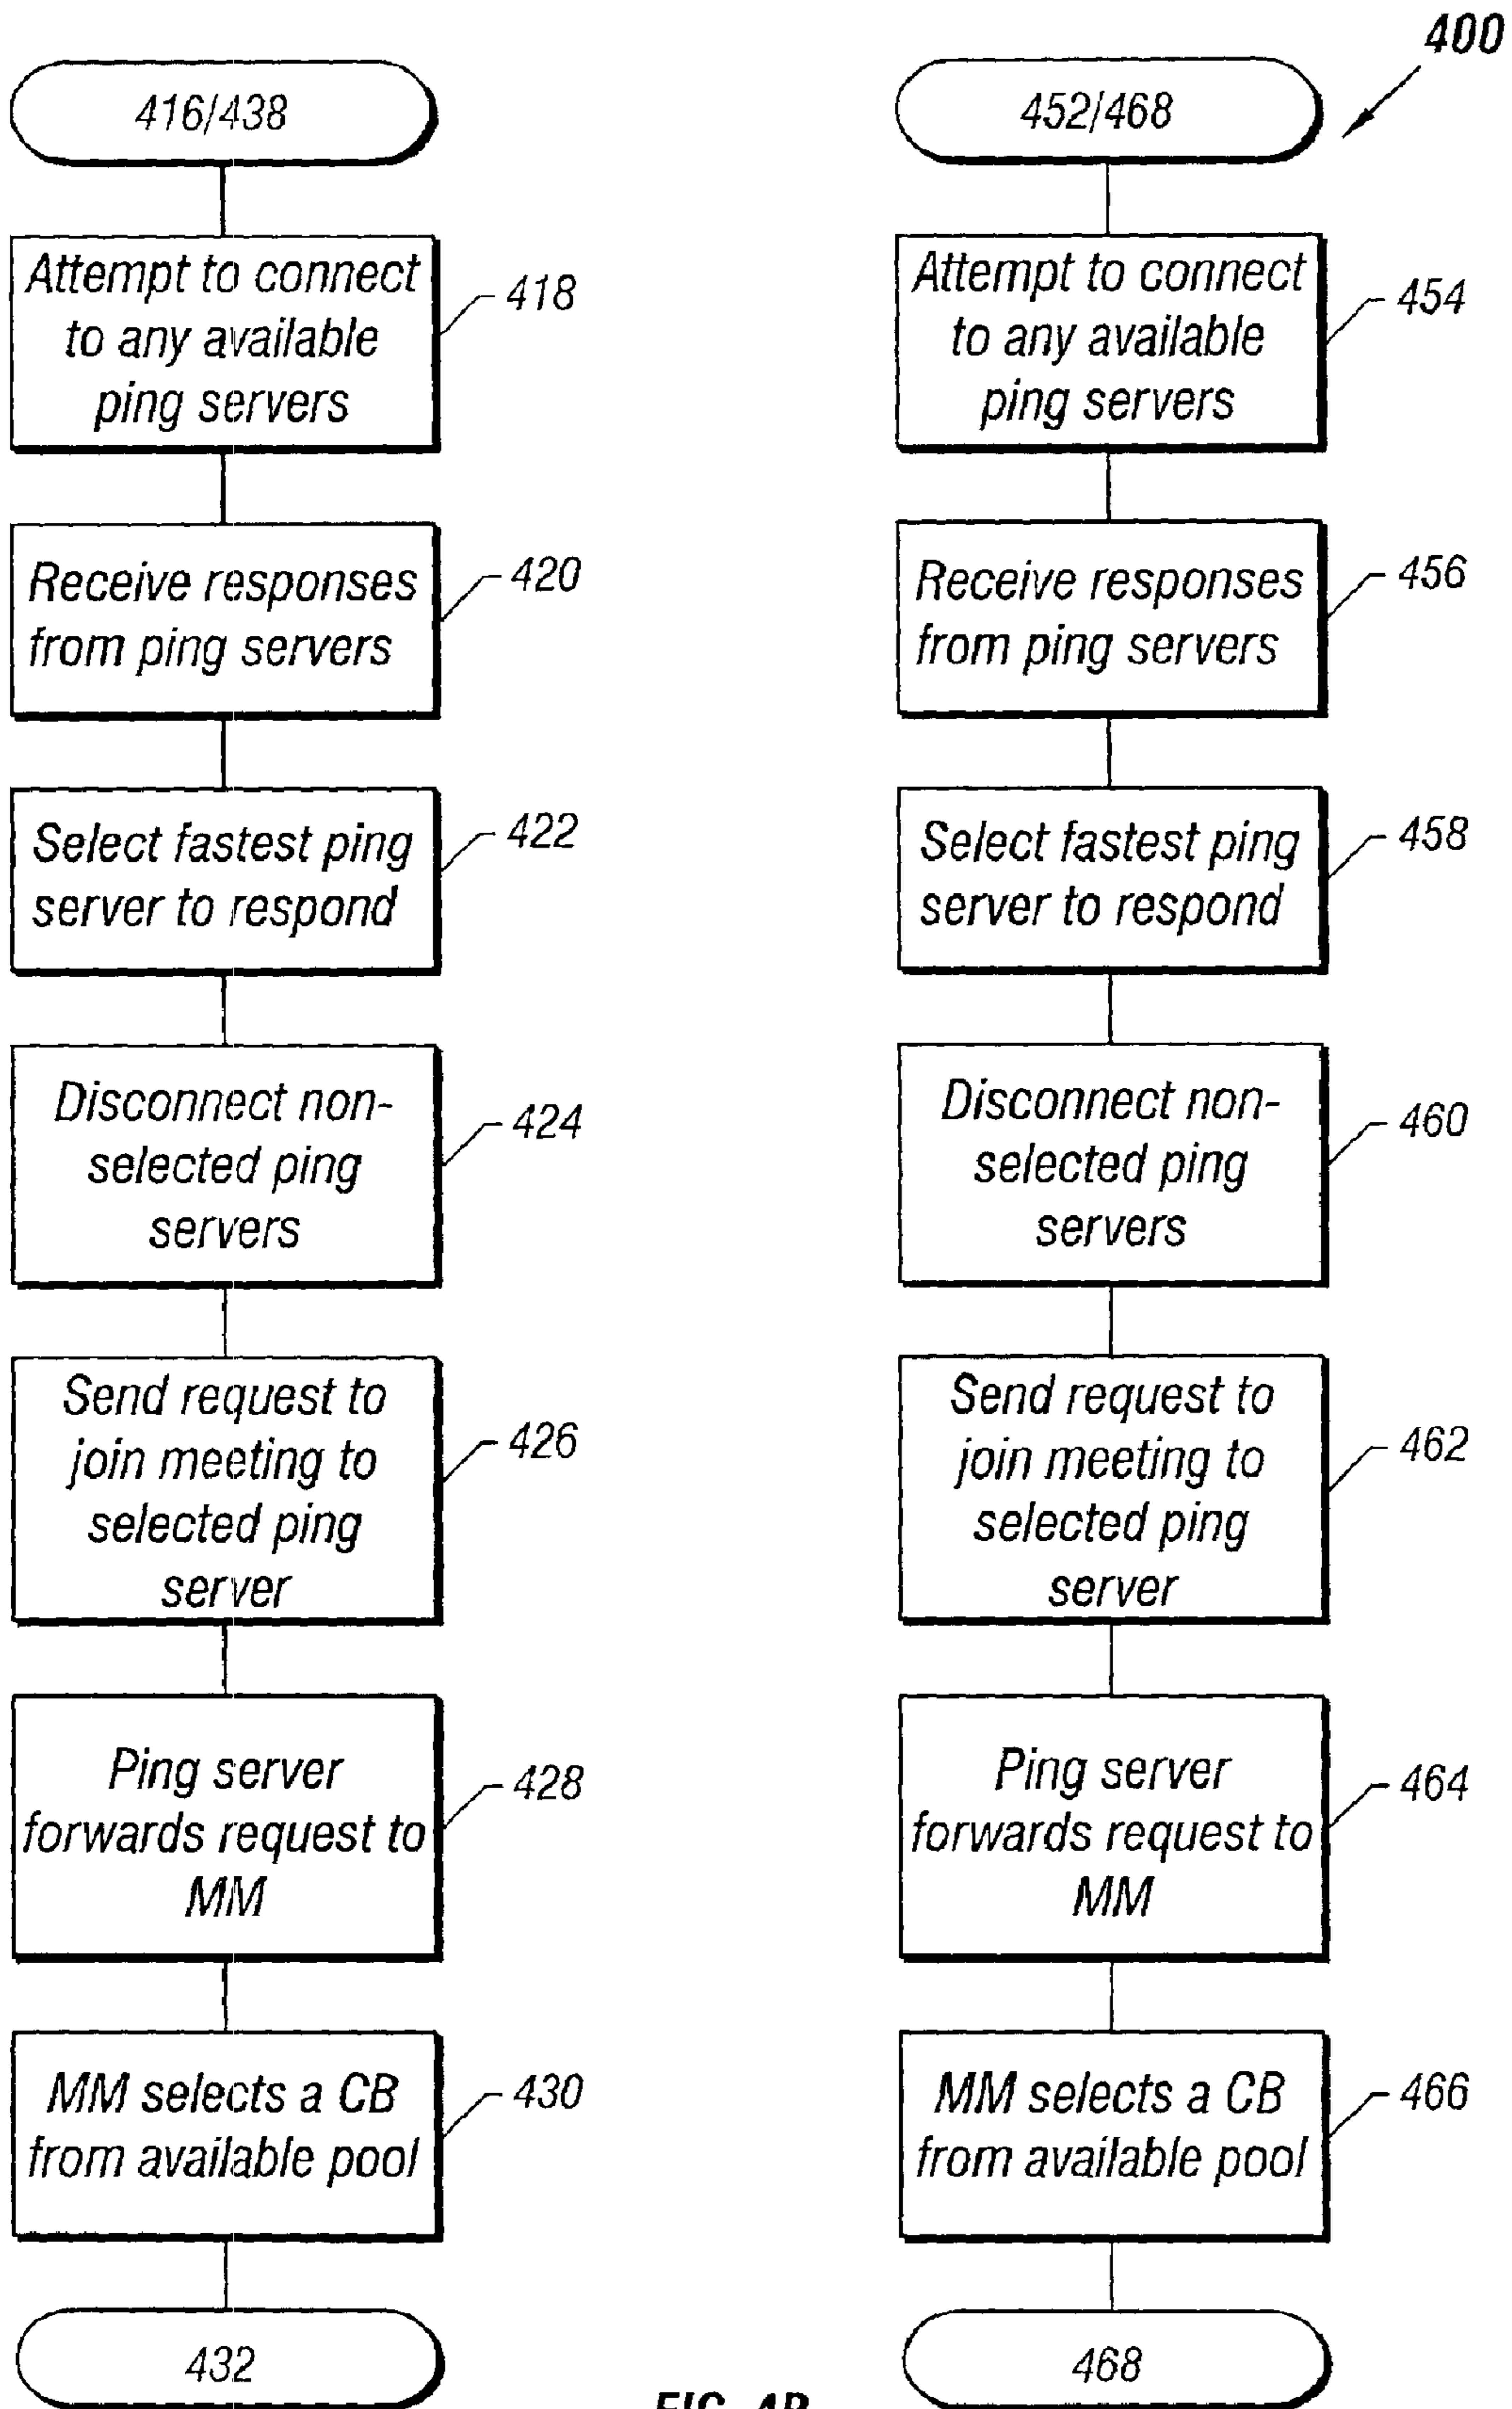 400
416/438
Attempt to connect
to any available
ping servers
418
Receive responses
from ping servers
420
Select fastest ping
server to respond
422
Disconnect non-
selected ping
servers
424
Send request to
join meeting to
selected ping
server
426
Ping server
forwards request to
MM
428
MM selects a CB
from available pool
430
432
452/468
Attempt to connect
to any available
ping servers
454
Receive responses
from ping servers
456
Select fastest ping
server to respond
458
Disconnect non-
selected ping
servers
460
Send request to
join meeting to
selected ping
server
462
Ping server
forwards request to
MM
464
MM selects a CB
from available pool
466
468
FIG. 4B